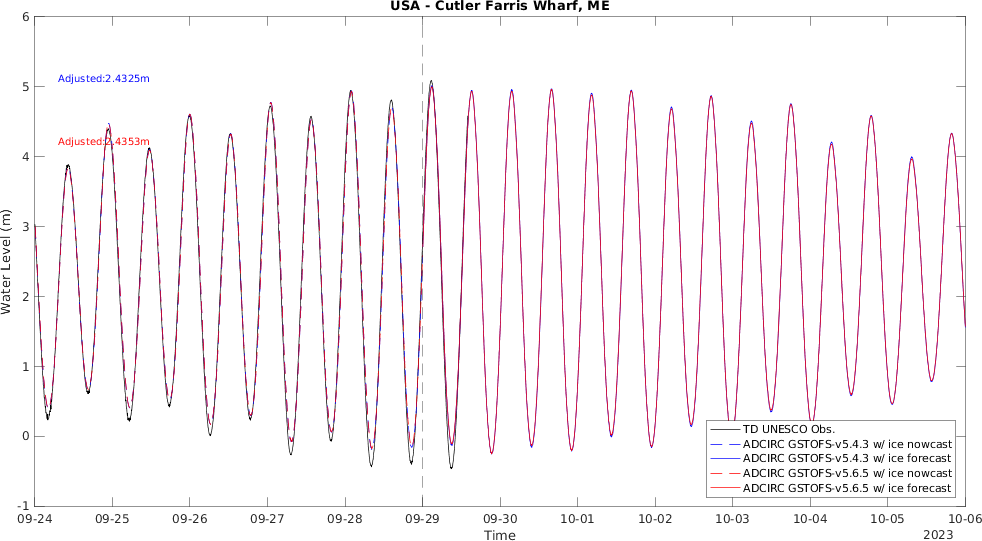 USA - Cutler Farris Wharf, ME
6
5
4
3
2
1
0
-1
Water Level (m)
Adjusted:2.4325m
Adjusted:2.4353m
TD UNESCO Obs.
ADCIRC GSTOFS-v5.4.3 w/ ice nowcast
ADCIRC GSTOFS-v5.4.3 w/ ice forecast
ADCIRC GSTOFS-v5.6.5 w/ ice nowcast
ADCIRC GSTOFS-v5.6.5 w/ ice forecast
09-24 09-25 09-26 09-27 09-28 09-29 09-30 10-01 10-02 10-03 10-04 10-05 10-06
Time
2023